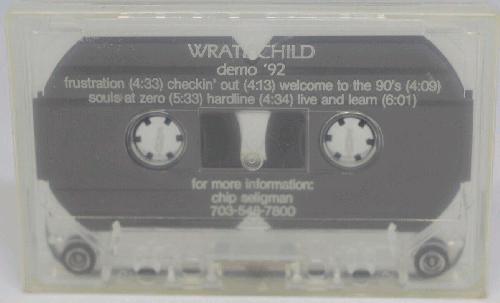 WRATHCHILD
demo '92
frustration (4:33) checkin' out (4:13) welcome to the 90's (4:09)
souls at zero (5:33) hardline (4:34) live and learn (6:01)
for more information:
chip seligman
703-548-7800